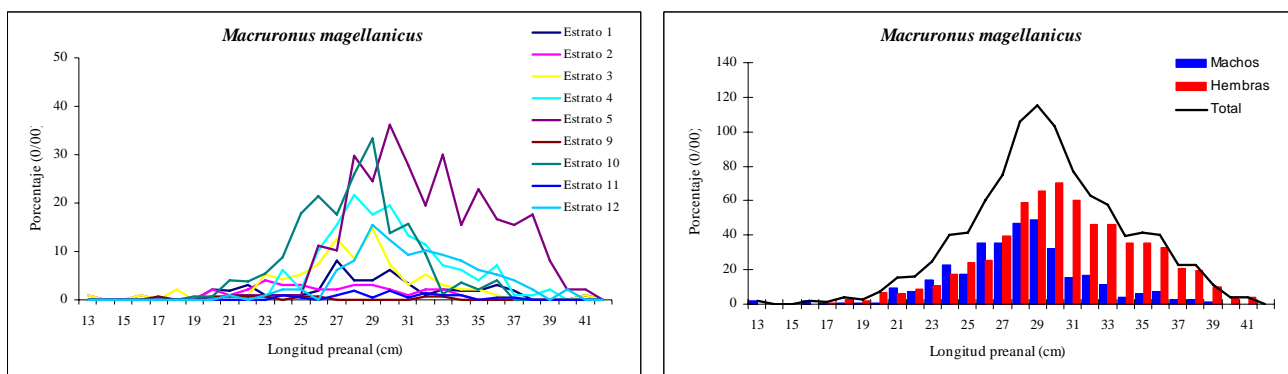 Macruronus magellanicus
Porcentaje (0/00)
50
40
30
20
10
0
13 15 17 19 21 23 25 27 29 31 33 35 37 39 41
Longitud preanal (cm)
Estrato 1
Estrato 2
Estrato 3
Estrato 4
Estrato 5
Estrato 9
Estrato 10
Estrato 11
Estrato 12
Macruronus magellanicus
Porcentaje (0/00)
140
120
100
80
60
40
20
0
13 15 17 19 21 23 25 27 29 31 33 35 37 39 41
Longitud preanal (cm)
Machos
Hembras
Total